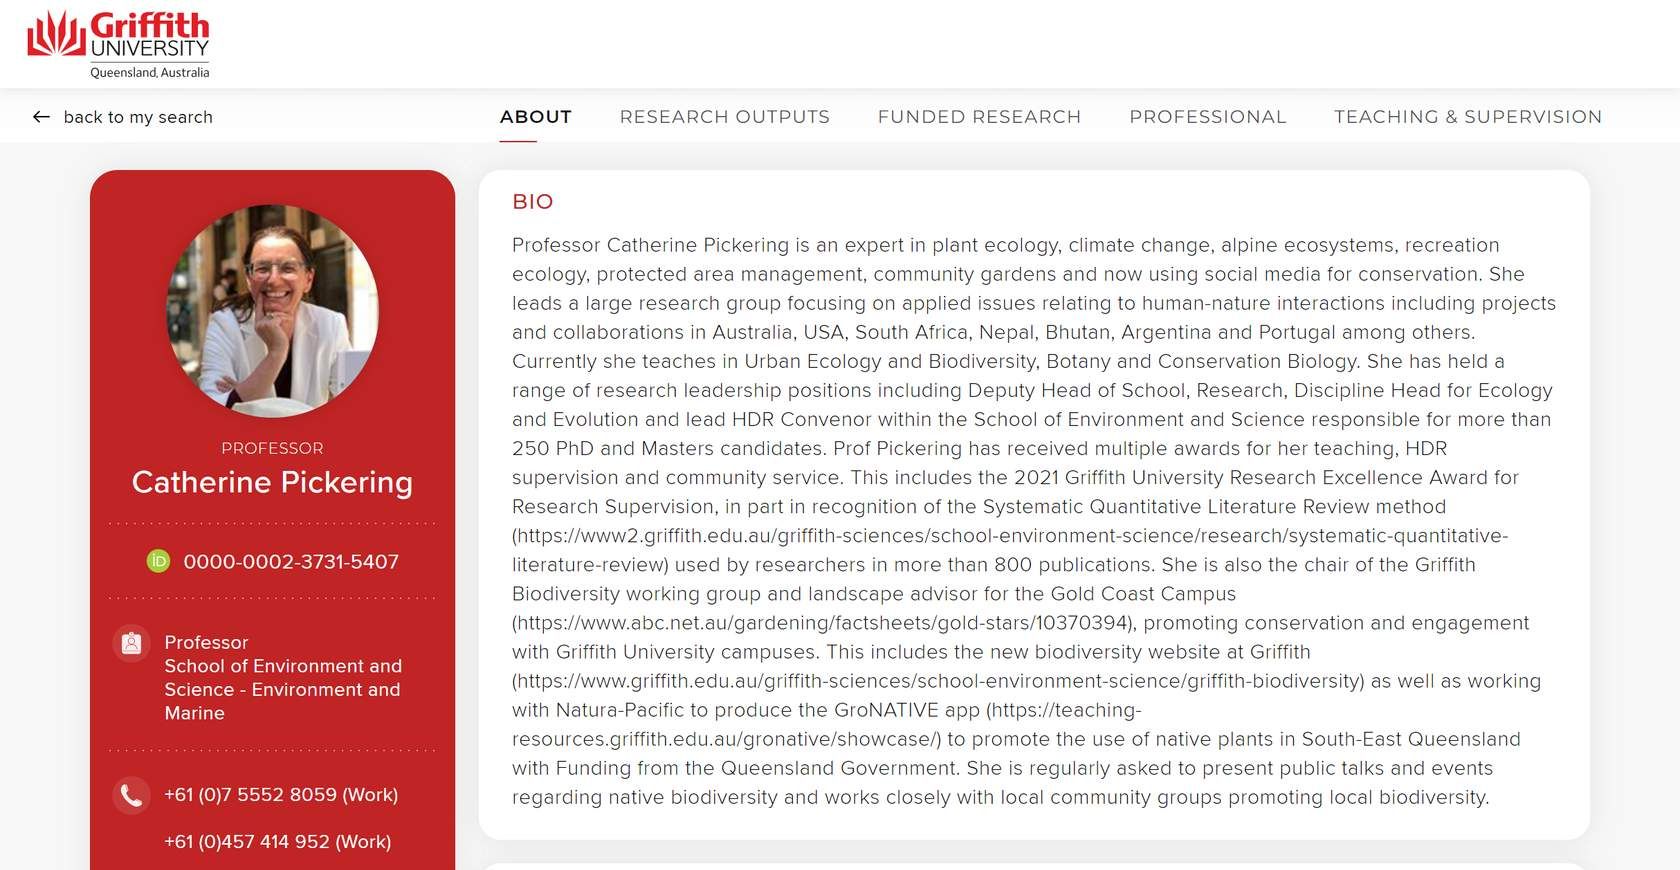 Griffith
UNIVERSITY
Queensland, Australia
← back to my search
ABOUT
RESEARCH OUTPUTS
FUNDED RESEARCH
PROFESSIONAL
TEACHING & SUPERVISION
PROFESSOR
Catherine Pickering
iD 0000-0002-3731-5407
Professor
School of Environment and
Science - Environment and
Marine
+61 (0)7 5552 8059 (Work)
+61 (0)457 414 952 (Work)
BIO
Professor Catherine Pickering is an expert in plant ecology, climate change, alpine ecosystems, recreation
ecology, protected area management, community gardens and now using social media for conservation. She
leads a large research group focusing on applied issues relating to human-nature interactions including projects
and collaborations in Australia, USA, South Africa, Nepal, Bhutan, Argentina and Portugal among others.
Currently she teaches in Urban Ecology and Biodiversity, Botany and Conservation Biology. She has held a
range of research leadership positions including Deputy Head of School, Research, Discipline Head for Ecology
and Evolution and lead HDR Convenor within the School of Environment and Science responsible for more than
250 PhD and Masters candidates. Prof Pickering has received multiple awards for her teaching, HDR
supervision and community service. This includes the 2021 Griffith University Research Excellence Award for
Research Supervision, in part in recognition of the Systematic Quantitative Literature Review method
(https://www2.griffith.edu.au/griffith-sciences/school-environment-science/research/systematic-quantitative-
literature-review) used by researchers in more than 800 publications. She is also the chair of the Griffith
Biodiversity working group and landscape advisor for the Gold Coast Campus
(https://www.abc.net.au/gardening/factsheets/gold-stars/10370394), promoting conservation and engagement
with Griffith University campuses. This includes the new biodiversity website at Griffith
(https://www.griffith.edu.au/griffith-sciences/school-environment-science/griffith-biodiversity) as well as working
with Natura-Pacific to produce the GroNATIVE app (https://teaching-
resources.griffith.edu.au/gronative/showcase/) to promote the use of native plants in South-East Queensland
with Funding from the Queensland Government. She is regularly asked to present public talks and events
regarding native biodiversity and works closely with local community groups promoting local biodiversity.